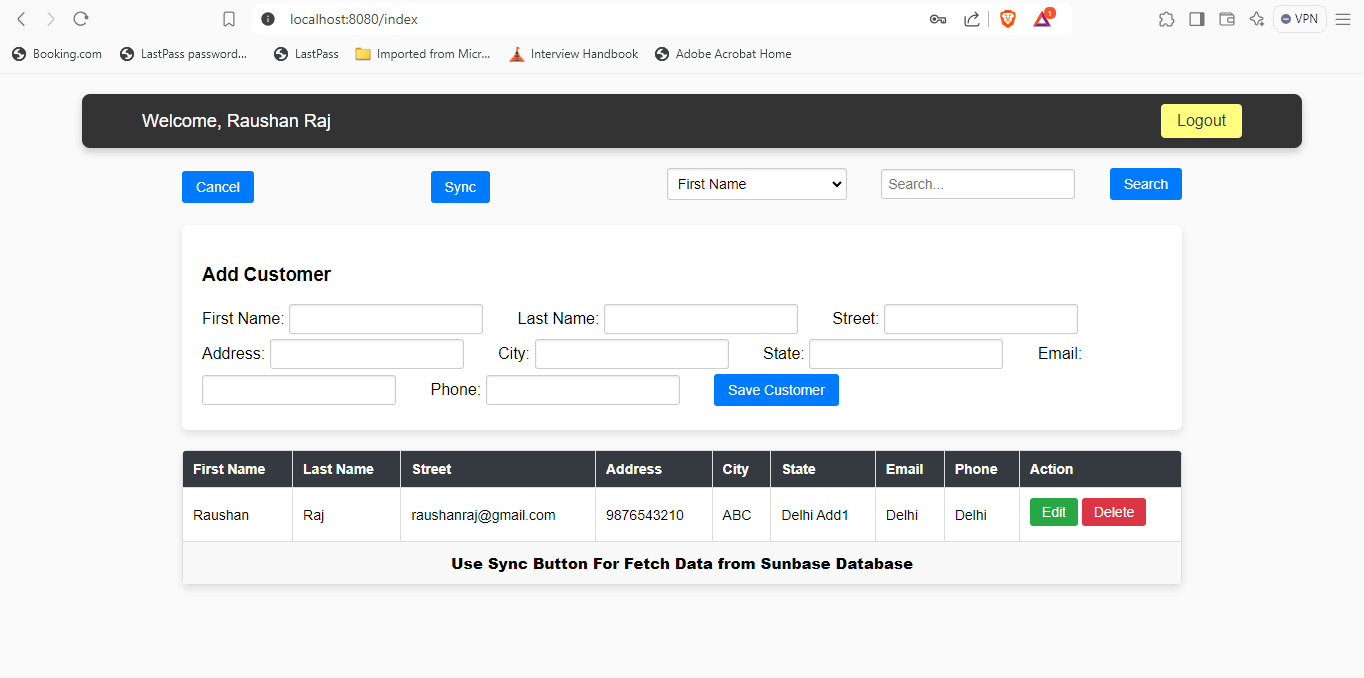 localhost:8080/index
1
VPN
Booking.com LastPass password... LastPass Imported from Micr... Interview Handbook Adobe Acrobat Home
Welcome, Raushan Raj Logout
Cancel Sync First Name Search... Search
Add Customer
First Name: Last Name: Street:
Address: City: State: Email:
Phone: Save Customer
First Name Last Name Street Address City State Email Phone Action
Raushan Raj raushanraj@gmail.com 9876543210 ABC Delhi Add1 Delhi Delhi Edit Delete
Use Sync Button For Fetch Data from Sunbase Database